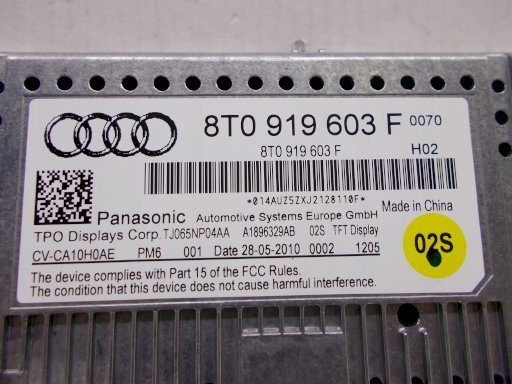 8T0 919 603 F 0070
8T0 919 603 F H02
*014AUZ5ZXJ2128110F*
Panasonic Automotive Systems Europe GmbH Made in China
TPO Displays Corp. TJ065NP04AA A1896329AB 02S TFT Display
CV-CA10H0AE PM6 001 Date 28-05-2010 0002 1205
02S
The device complies with Part 15 of the FCC Rules.
The condition that this device does not cause harmful interference.